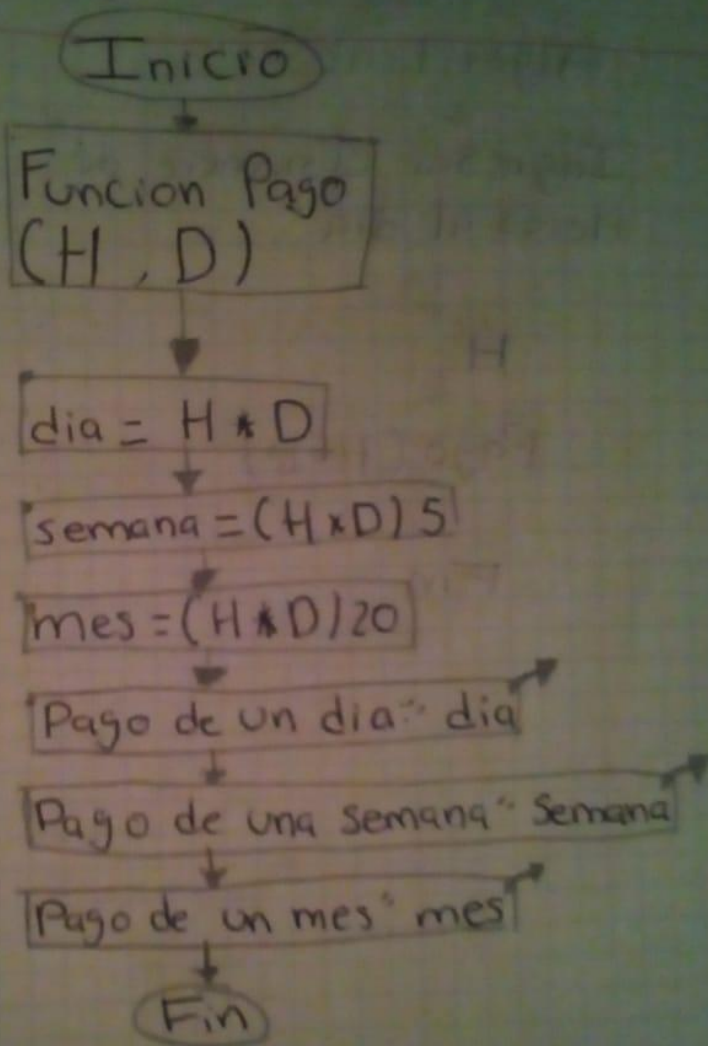 Inicio
Funcion Pago
(H, D)
H
dia = H * D
semana = (H*D) 5
mes = (H*D)20
Pago de un dia" dia
Pago de una semana" Semana
Pago de un mes" mes
Fin